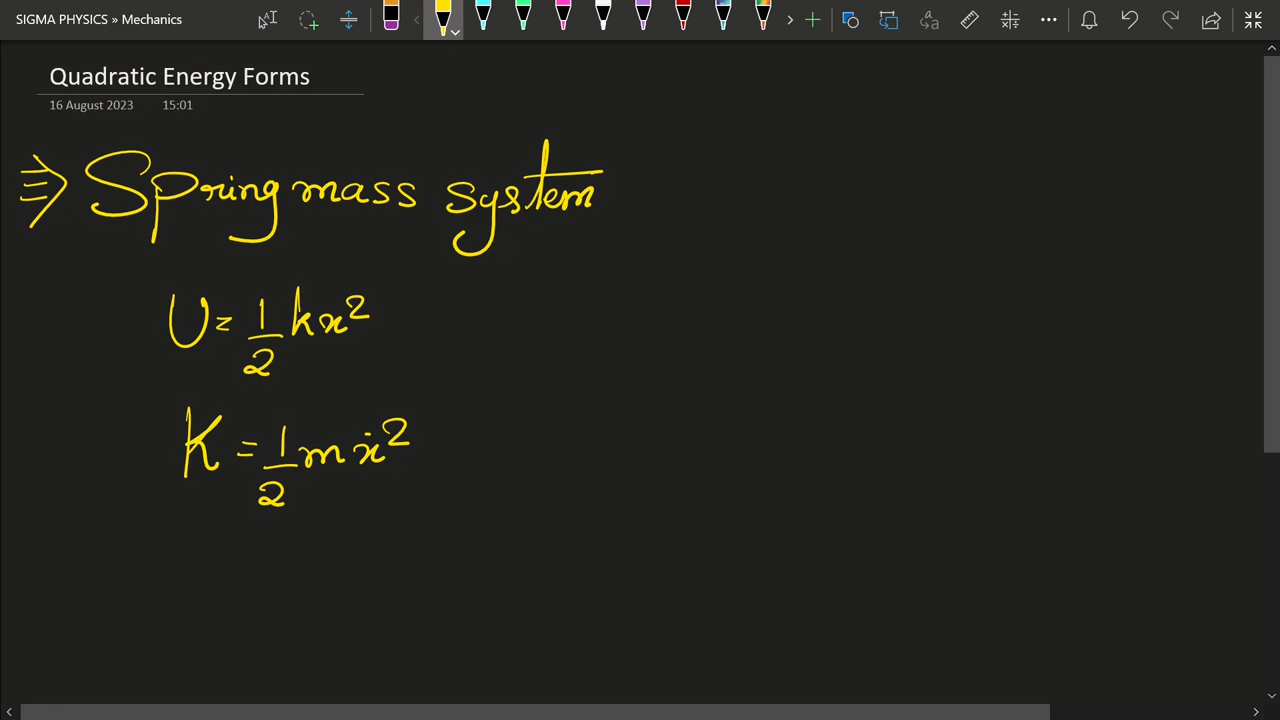 SIGMA PHYSICS » Mechanics
Quadratic Energy Forms
16 August 2023 15:01
⇒ Spring mass system
U = 1/2 kx²
K = 1/2 mẋ²